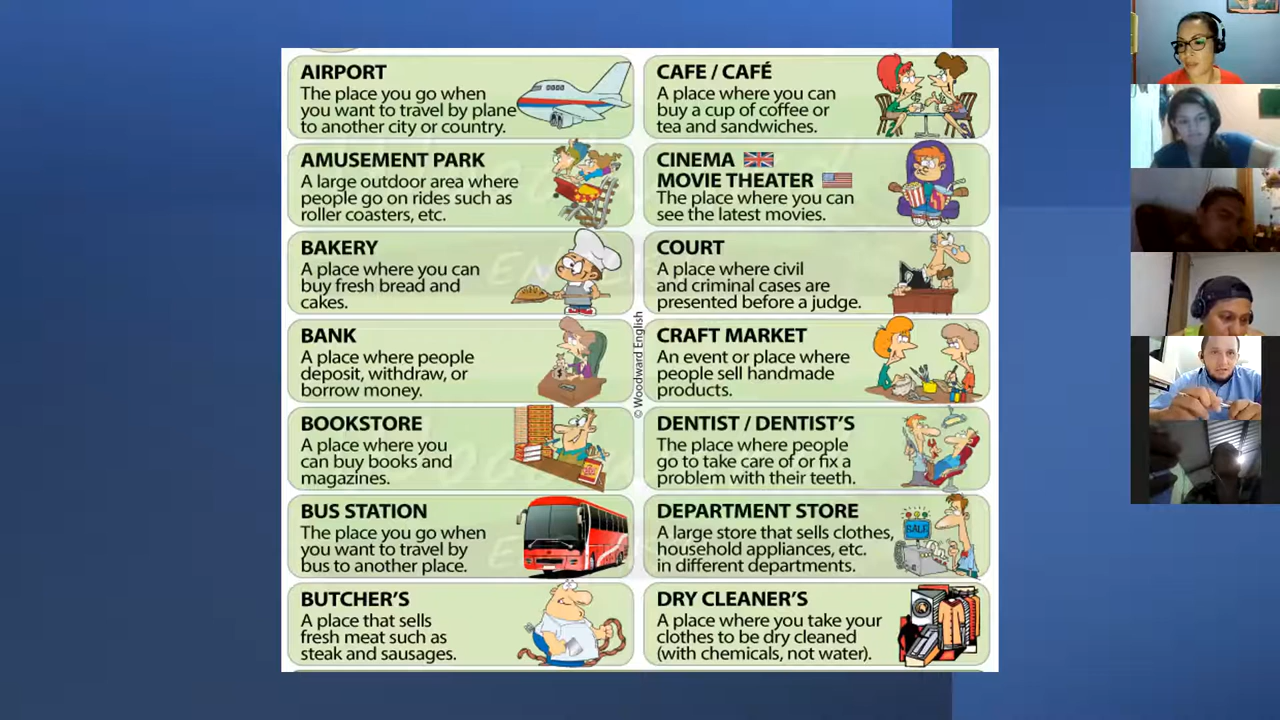 AIRPORT
The place you go when
you want to travel by plane
to another city or country.
AMUSEMENT PARK
A large outdoor area where
people go on rides such as
roller coasters, etc.
BAKERY
A place where you can
buy fresh bread and
cakes.
BANK
A place where people
deposit, withdraw, or
borrow money.
BOOKSTORE
A place where you
can buy books and
magazines.
BUS STATION
The place you go when
you want to travel by
bus to another place.
BUTCHER'S
A place that sells
fresh meat such as
steak and sausages.
© Woodward English
CAFE / CAFÉ
A place where you can
buy a cup of coffee or
tea and sandwiches.
CINEMA
MOVIE THEATER
The place where you can
see the latest movies.
COURT
A place where civil
and criminal cases are
presented before a judge.
CRAFT MARKET
An event or place where
people sell handmade
products.
DENTIST / DENTIST'S
The place where people
go to take care of or fix a
problem with their teeth.
DEPARTMENT STORE
A large store that sells clothes,
household appliances, etc.
in different departments.
SALE
DRY CLEANER'S
A place where you take your
clothes to be dry cleaned
(with chemicals, not water).